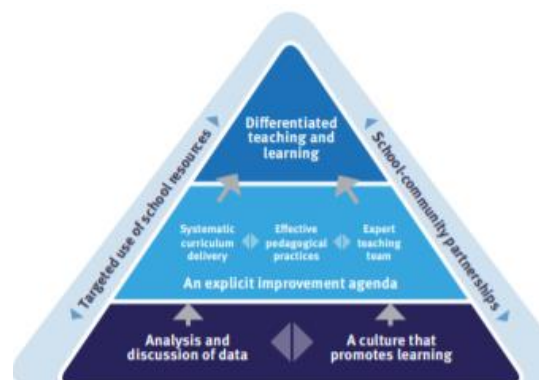 Differentiated
teaching and
learning
Targeted use of school resources
School-community partnerships
Systematic
curriculum
delivery
Effective
pedagogical
practices
Expert
teaching
team
An explicit improvement agenda
Analysis and
discussion of data
A culture that
promotes learning